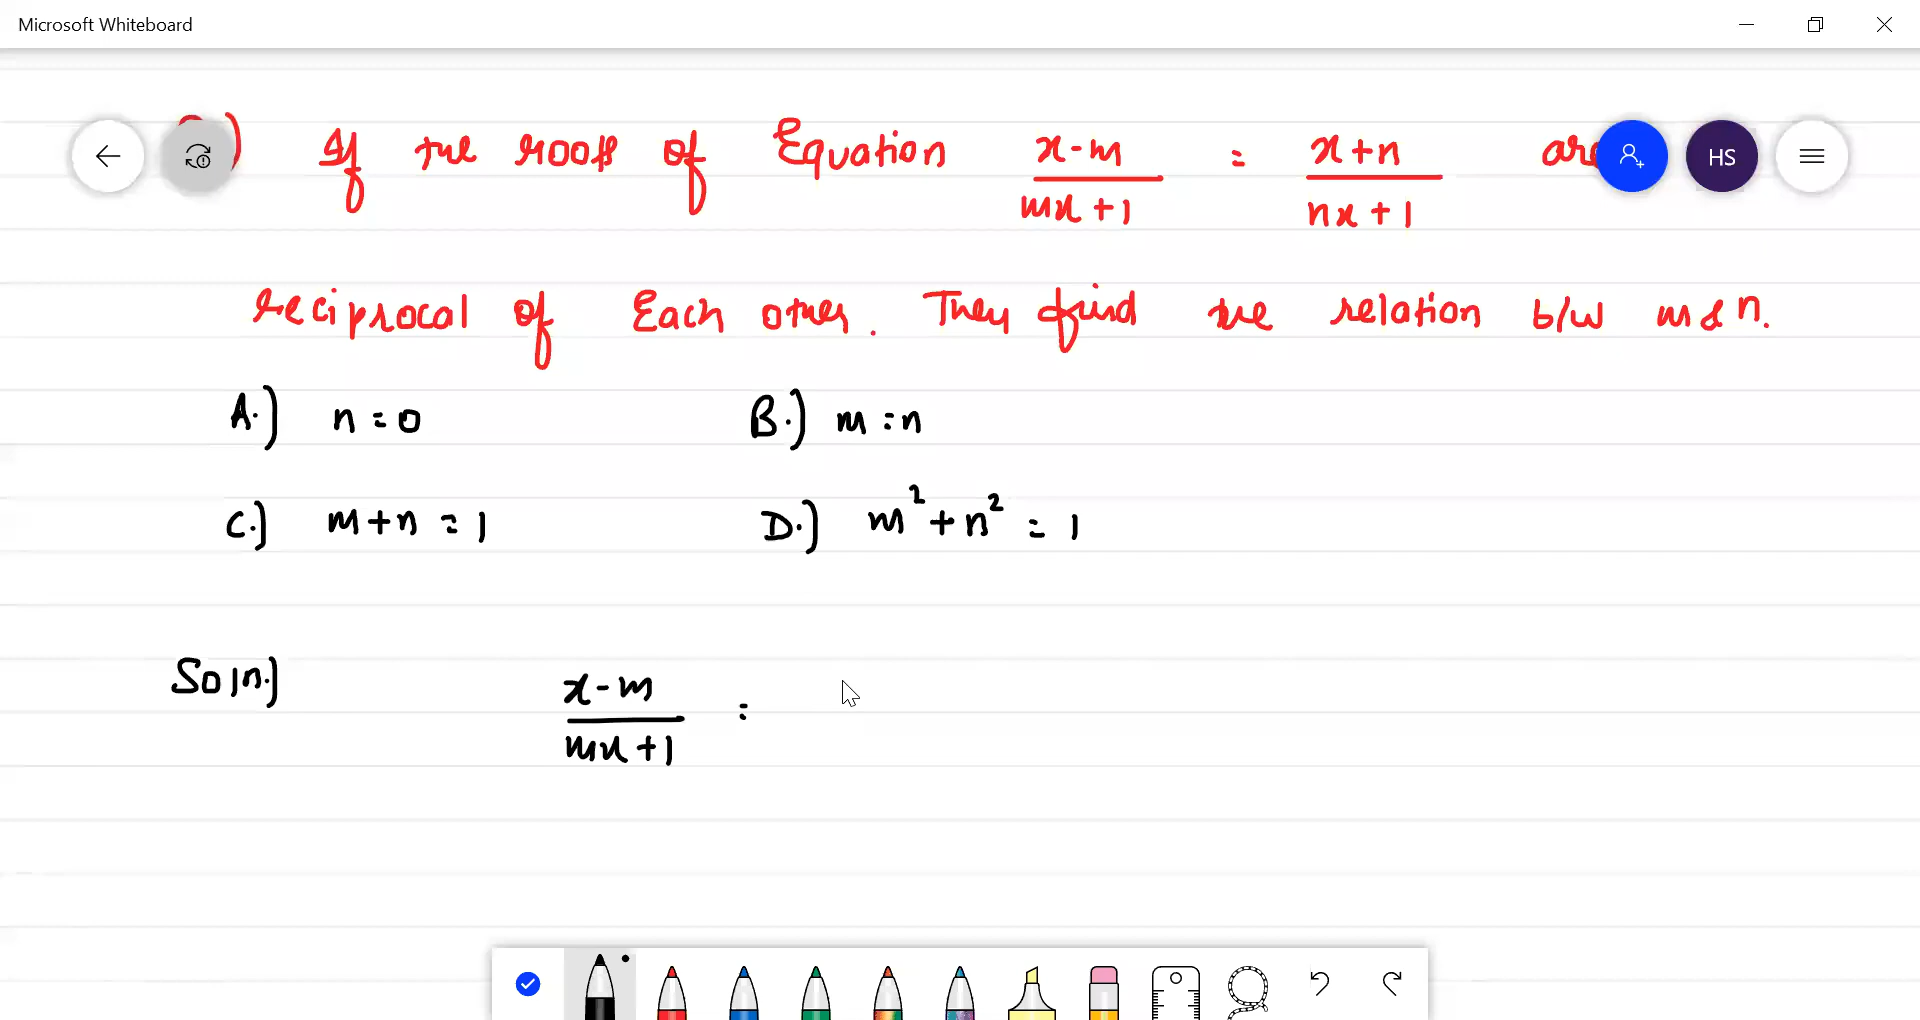 Microsoft Whiteboard
) If the roots of Equation x-m/mx+1 = x+n/nx+1 are
HS
reciprocal of Each other. Then find the relation b/w m & n.
A.) n = 0 B.) m = n
C.) m+n = 1 D.) m²+n² = 1
Soln.) x-m/mx+1 =